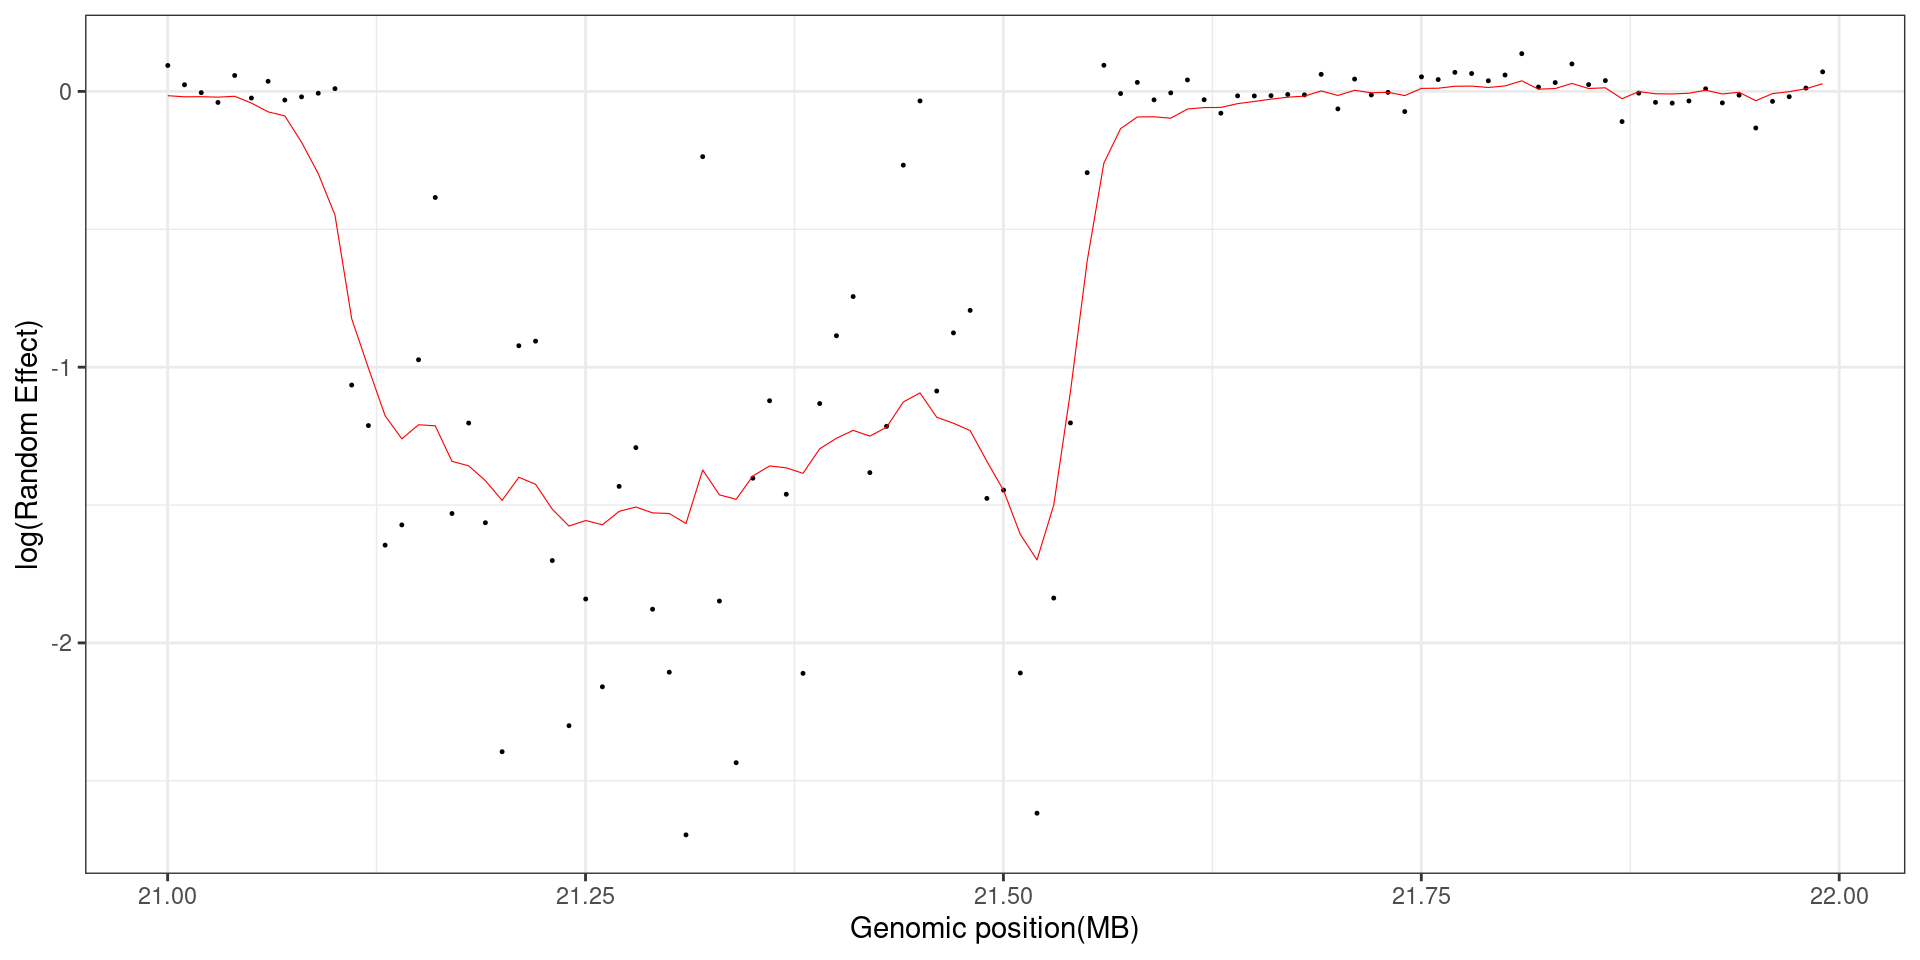 log(Random Effect)
0
-1
-2
21.00 21.25 21.50 21.75 22.00
Genomic position(MB)